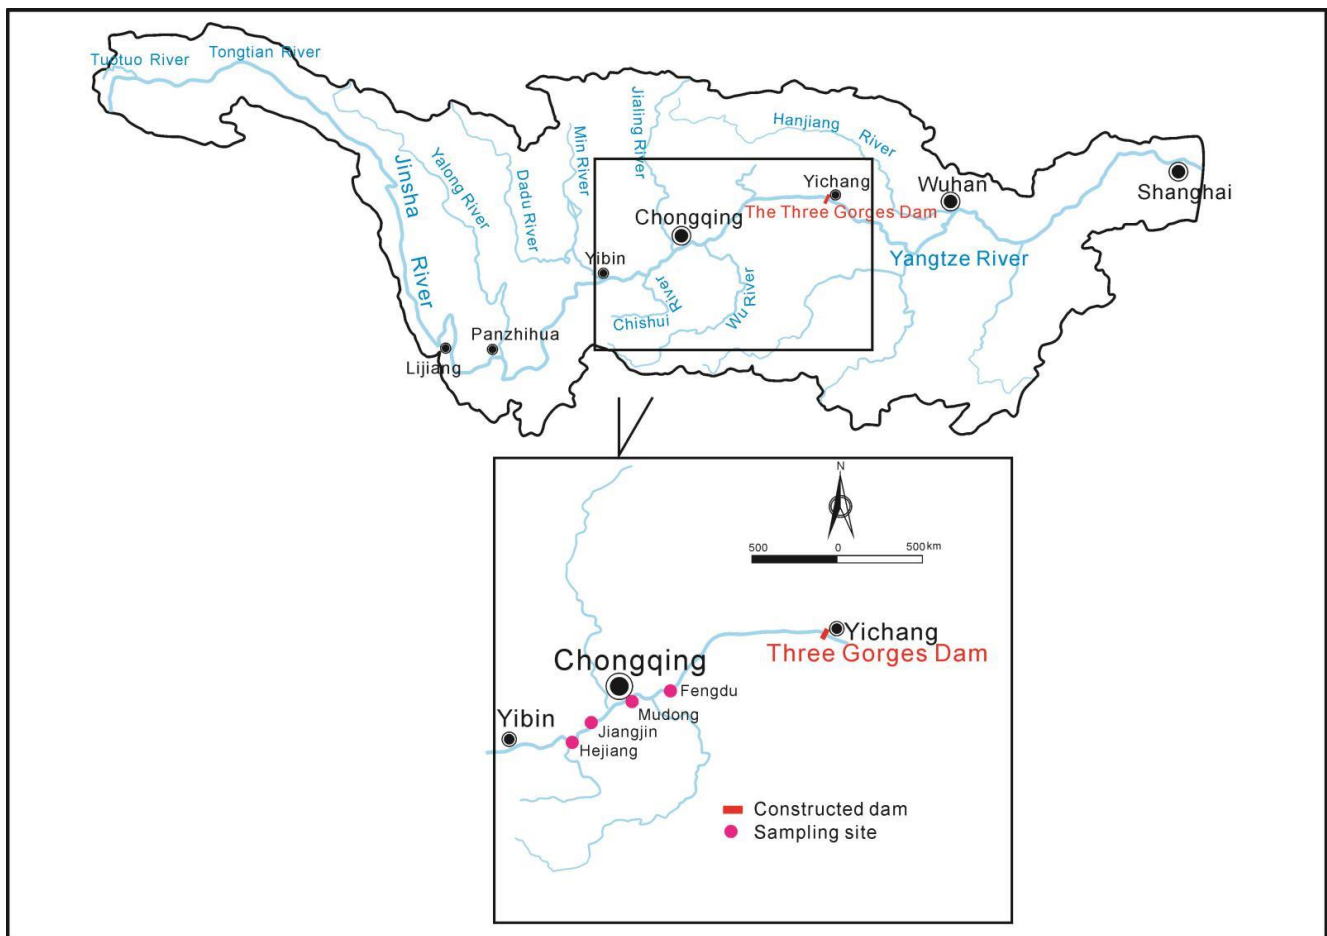 Tuotuo River
Tongtian River
Jinsha River
Yalong River
Dadu River
Min River
Jialing River
Hanjiang River
Yichang
The Three Gorges Dam
Wuhan
Shanghai
Chongqing
Yangtze River
Yibin
Chishui River
Wu River
Panzhihua
Lijiang
N
500 0 500 km
Yichang
Three Gorges Dam
Chongqing
Fengdu
Mudong
Yibin
Jiangjin
Hejiang
Constructed dam
Sampling site